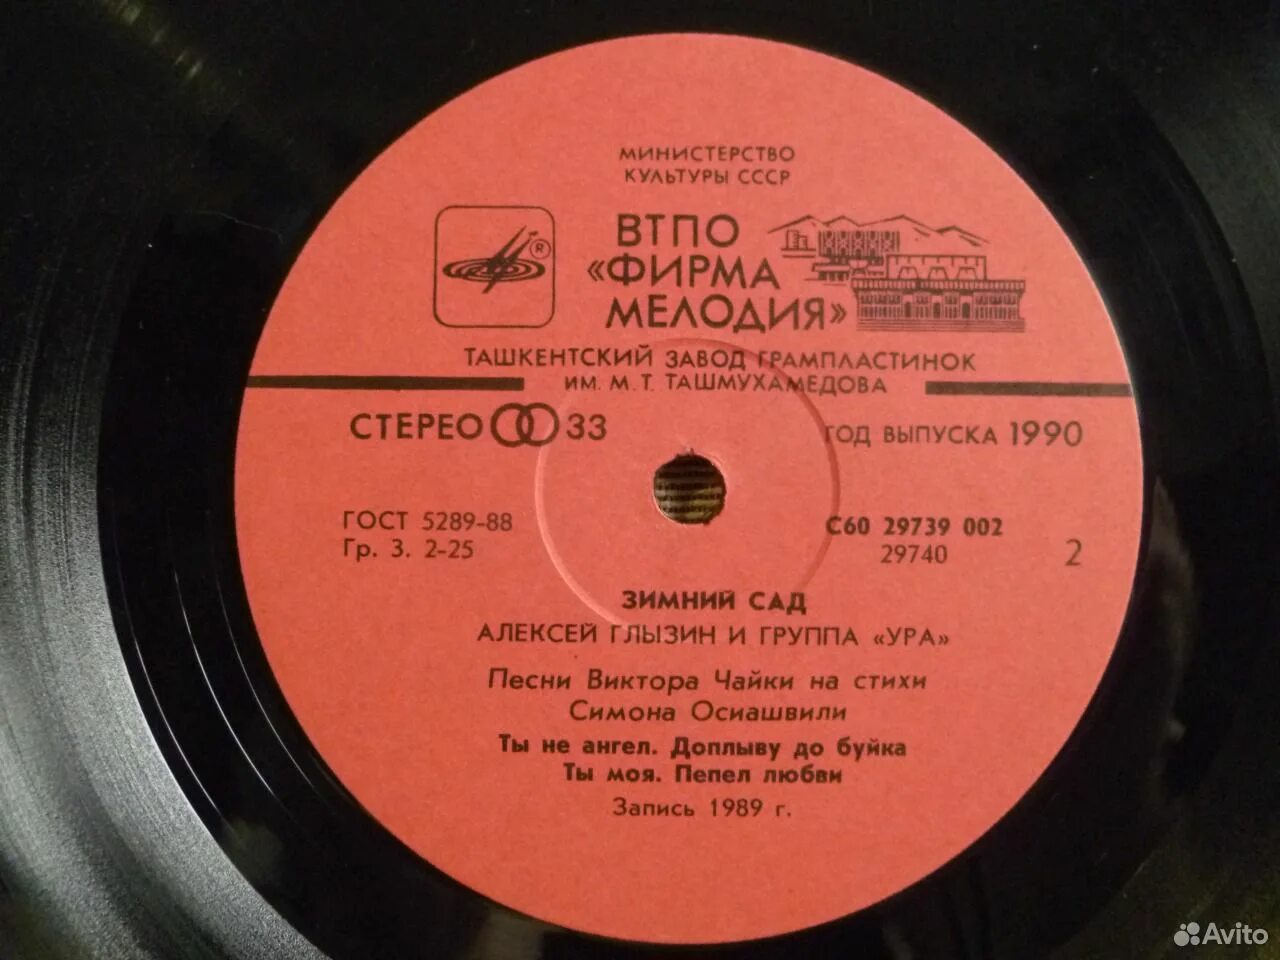 МИНИСТЕРСТВО
КУЛЬТУРЫ СССР
ВТПО
«ФИРМА
МЕЛОДИЯ»
®
ТАШКЕНТСКИЙ ЗАВОД ГРАМПЛАСТИНОК
ИМ. М. Т. ТАШМУХАМЕДОВА
СТЕРЕО 33
ГОД ВЫПУСКА 1990
ГОСТ 5289-88
Гр. 3. 2-25
С60 29739 002
29740
2
ЗИМНИЙ САД
АЛЕКСЕЙ ГЛЫЗИН И ГРУППА «УРА»
Песни Виктора Чайки на стихи
Симона Осиашвили
Ты не ангел. Доплыву до буйка
Ты моя. Пепел любви
Запись 1989 г.
Avito